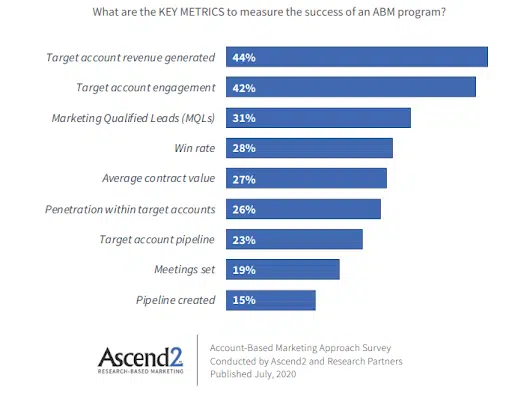 What are the KEY METRICS to measure the success of an ABM program?
Target account revenue generated 44%
Target account engagement 42%
Marketing Qualified Leads (MQLs) 31%
Win rate 28%
Average contract value 27%
Penetration within target accounts 26%
Target account pipeline 23%
Meetings set 19%
Pipeline created 15%
Ascend2
RESEARCH-BASED MARKETING
Account-Based Marketing Approach Survey
Conducted by Ascend2 and Research Partners
Published July, 2020